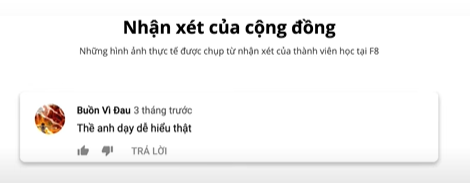 Nhận xét của cộng đồng
Những hình ảnh thực tế được chụp từ nhận xét của thành viên học tại F8
Buồn Vì Đau 3 tháng trước
Thề anh dạy dễ hiểu thật
TRẢ LỜI